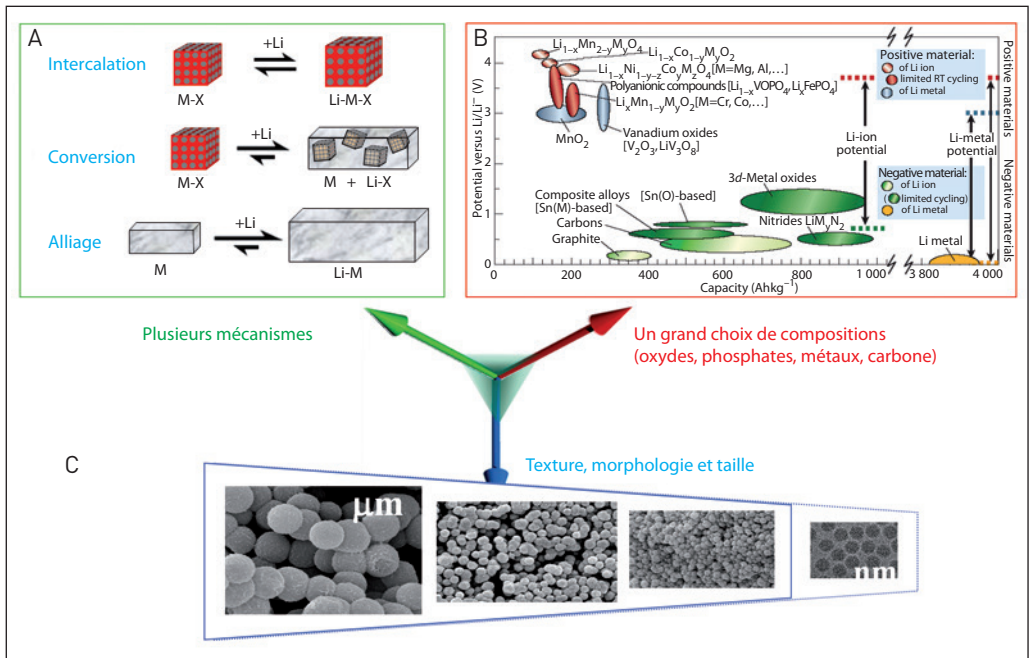 A
Intercalation
+Li
M-X
Li-M-X
Conversion
+Li
M-X
M + Li-X
Alliage
+Li
M
Li-M
B
Potential versus Li/Li⁻ (V)
4
3
2
1
0
Li₁₋ₓMn₂₋yMyO₄
Li₁₋ₓCo₁₋yMyO₂
Li₁₋ₓNi₁₋y₋zCoyMzO₄[M=Mg, Al,...]
Polyanionic compounds [Li₁₋ₓVOPO₄,LiₓFePO₄]
LiₓMn₁₋yMyO₂[M=Cr, Co,...]
MnO₂
Vanadium oxides
[V₂O₃,LiV₃O₈]
3d-Metal oxides
Composite alloys
[Sn(M)-based]
[Sn(O)-based]
Carbons
Graphite
Nitrides LiMyN₂
Li metal
Positive material:
of Li ion
limited RT cycling
of Li metal
Li-ion
potential
Li-metal
potential
Negative material:
of Li ion
( limited cycling)
of Li metal
Positive materials
Positive materials
Negative materials
Negative materials
0 200 400 600 800 1 000 3 800 4 000
Capacity (Ahkg⁻¹)
Plusieurs mécanismes
Un grand choix de compositions
(oxydes, phosphates, métaux, carbone)
C
Texture, morphologie et taille
μm
nm